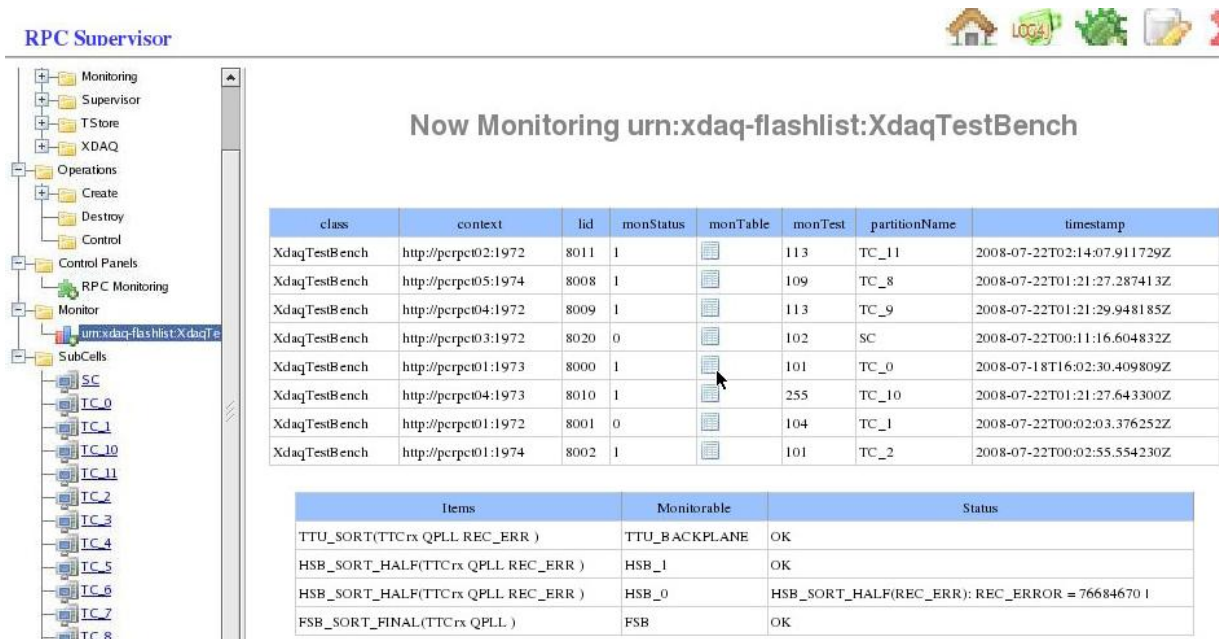 RPC Supervisor
LOG4J
Monitoring
Supervisor
TStore
XDAQ
Operations
Create
Destroy
Control
Control Panels
RPC Monitoring
Monitor
urn:xdaq-flashlist:XdaqTe
SubCells
SC
TC_0
TC_1
TC_10
TC_11
TC_2
TC_3
TC_4
TC_5
TC_6
TC_7
TC_8
Now Monitoring urn:xdaq-flashlist:XdaqTestBench
class context lid monStatus monTable monTest partitionName timestamp
XdaqTestBench http://pcrpct02:1972 8011 1 113 TC_11 2008-07-22T02:14:07.911729Z
XdaqTestBench http://pcrpct05:1974 8008 1 109 TC_8 2008-07-22T01:21:27.287413Z
XdaqTestBench http://pcrpct04:1972 8009 1 113 TC_9 2008-07-22T01:21:29.948185Z
XdaqTestBench http://pcrpct03:1972 8020 0 102 SC 2008-07-22T00:11:16.604832Z
XdaqTestBench http://pcrpct01:1973 8000 1 101 TC_0 2008-07-18T16:02:30.409809Z
XdaqTestBench http://pcrpct04:1973 8010 1 255 TC_10 2008-07-22T01:21:27.643300Z
XdaqTestBench http://pcrpct01:1972 8001 0 104 TC_1 2008-07-22T00:02:03.376252Z
XdaqTestBench http://pcrpct01:1974 8002 1 101 TC_2 2008-07-22T00:02:55.554230Z
Items Monitorable Status
TTU_SORT(TTCrx QPLL REC_ERR ) TTU_BACKPLANE OK
HSB_SORT_HALF(TTCrx QPLL REC_ERR ) HSB_1 OK
HSB_SORT_HALF(TTCrx QPLL REC_ERR ) HSB_0 HSB_SORT_HALF(REC_ERR): REC_ERROR = 76684670 |
FSB_SORT_FINAL(TTCrx QPLL ) FSB OK